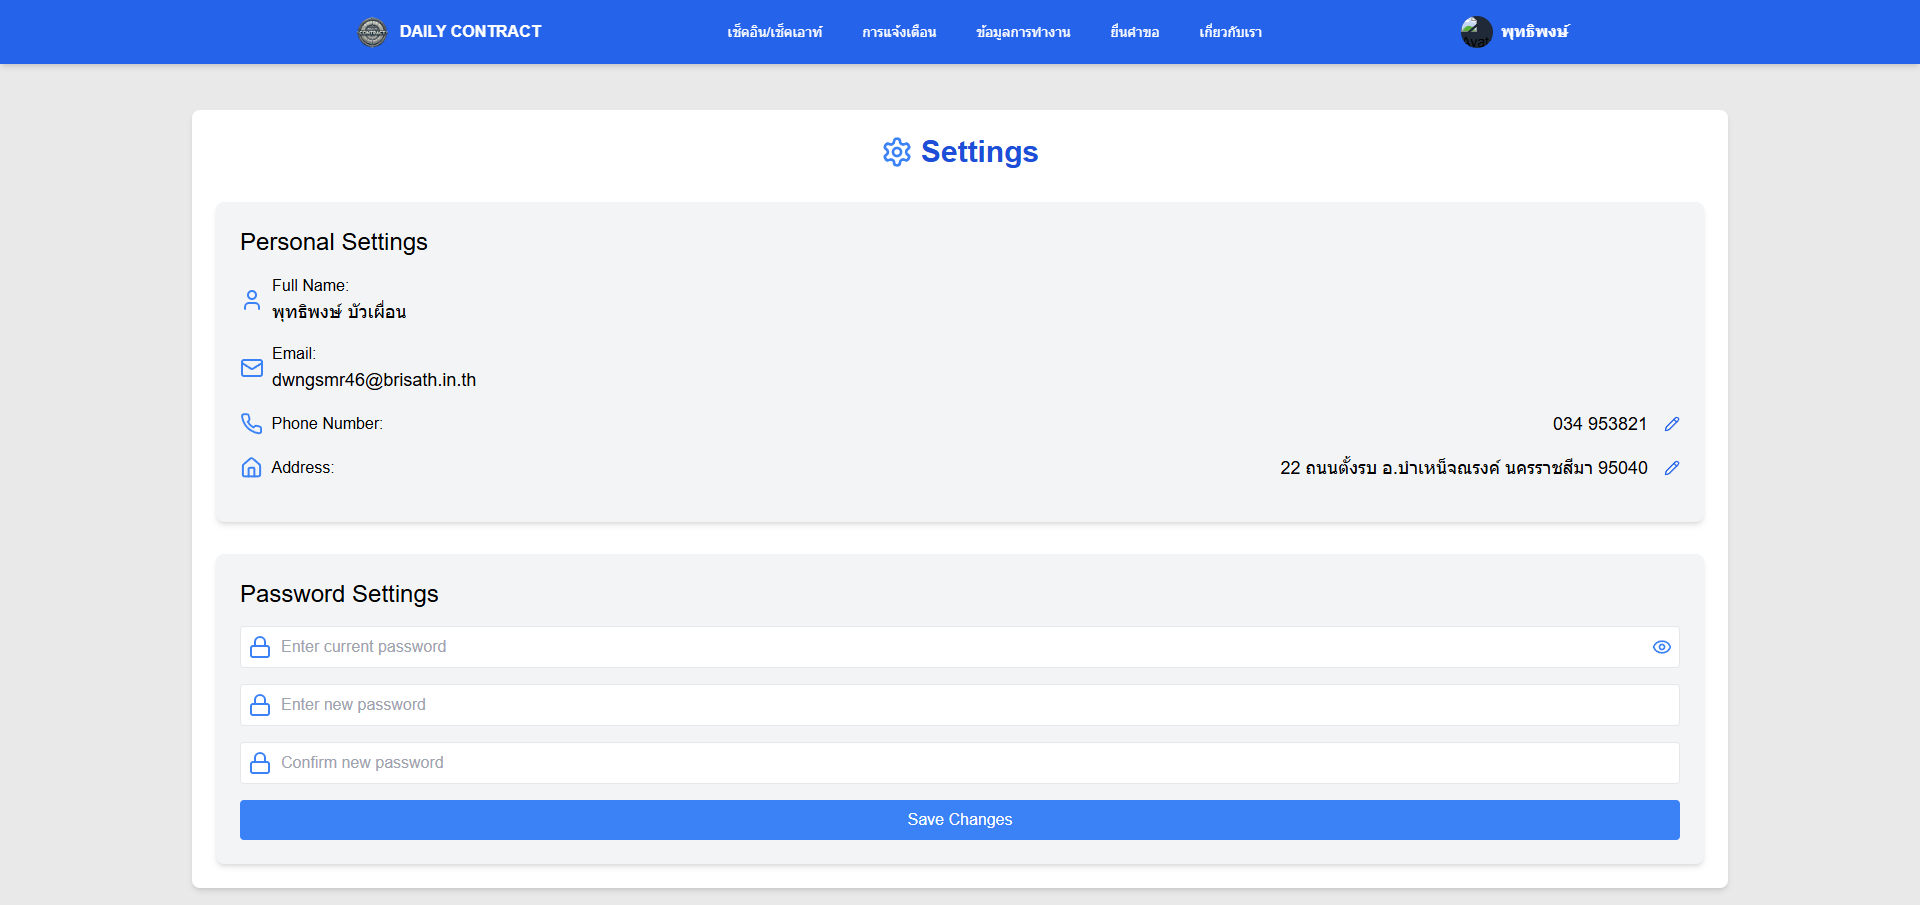 DAILY CONTRACT
เช็คอิน/เช็คเอาท์
การแจ้งเตือน
ข้อมูลการทำงาน
ยื่นคำขอ
เกี่ยวกับเรา
พุทธิพงษ์
Settings
Personal Settings
Full Name:
พุทธิพงษ์ บัวเผื่อน
Email:
dwngsmr46@brisath.in.th
Phone Number: 034 953821
Address: 22 ถนนตั้งรบ อ.บำเหน็จณรงค์ นครราชสีมา 95040
Password Settings
Enter current password
Enter new password
Confirm new password
Save Changes